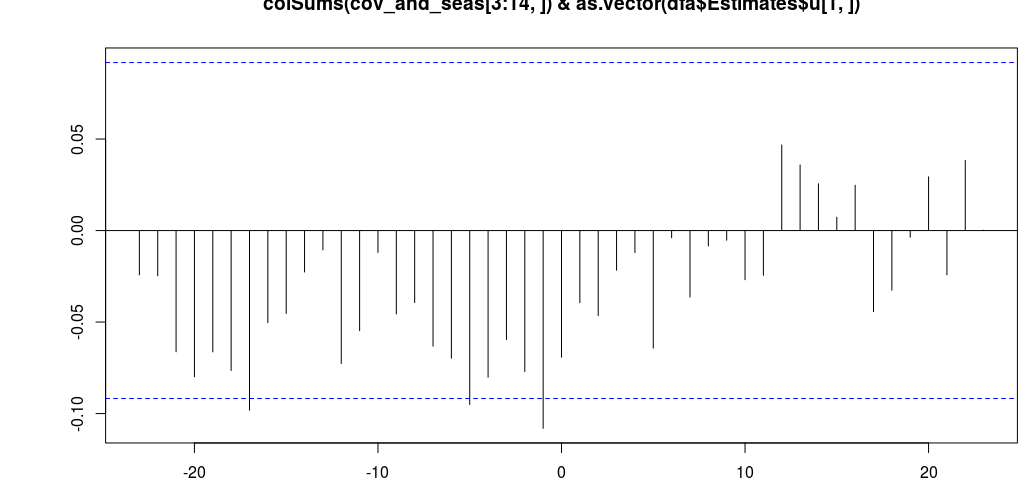 colSums(cov_and_seas[3:14, ]) & as.vector(dfa$Estimates$u[1, ])
0.05
0.00
-0.05
-0.10
-20 -10 0 10 20